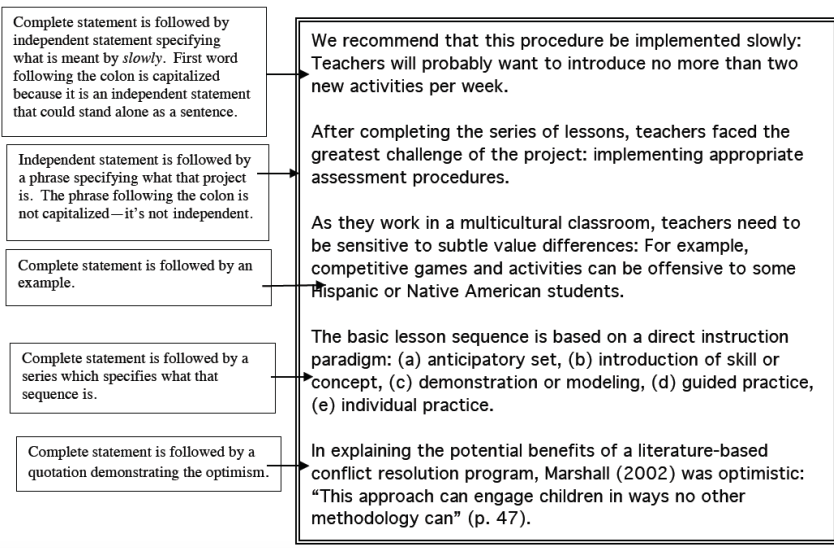 Complete statement is followed by
independent statement specifying
what is meant by slowly. First word
following the colon is capitalized
because it is an independent statement
that could stand alone as a sentence.
We recommend that this procedure be implemented slowly:
Teachers will probably want to introduce no more than two
new activities per week.
Independent statement is followed by
a phrase specifying what that project
is. The phrase following the colon is
not capitalized—it's not independent.
After completing the series of lessons, teachers faced the
greatest challenge of the project: implementing appropriate
assessment procedures.
Complete statement is followed by an
example.
As they work in a multicultural classroom, teachers need to
be sensitive to subtle value differences: For example,
competitive games and activities can be offensive to some
Hispanic or Native American students.
Complete statement is followed by a
series which specifies what that
sequence is.
The basic lesson sequence is based on a direct instruction
paradigm: (a) anticipatory set, (b) introduction of skill or
concept, (c) demonstration or modeling, (d) guided practice,
(e) individual practice.
Complete statement is followed by a
quotation demonstrating the optimism.
In explaining the potential benefits of a literature-based
conflict resolution program, Marshall (2002) was optimistic:
“This approach can engage children in ways no other
methodology can” (p. 47).